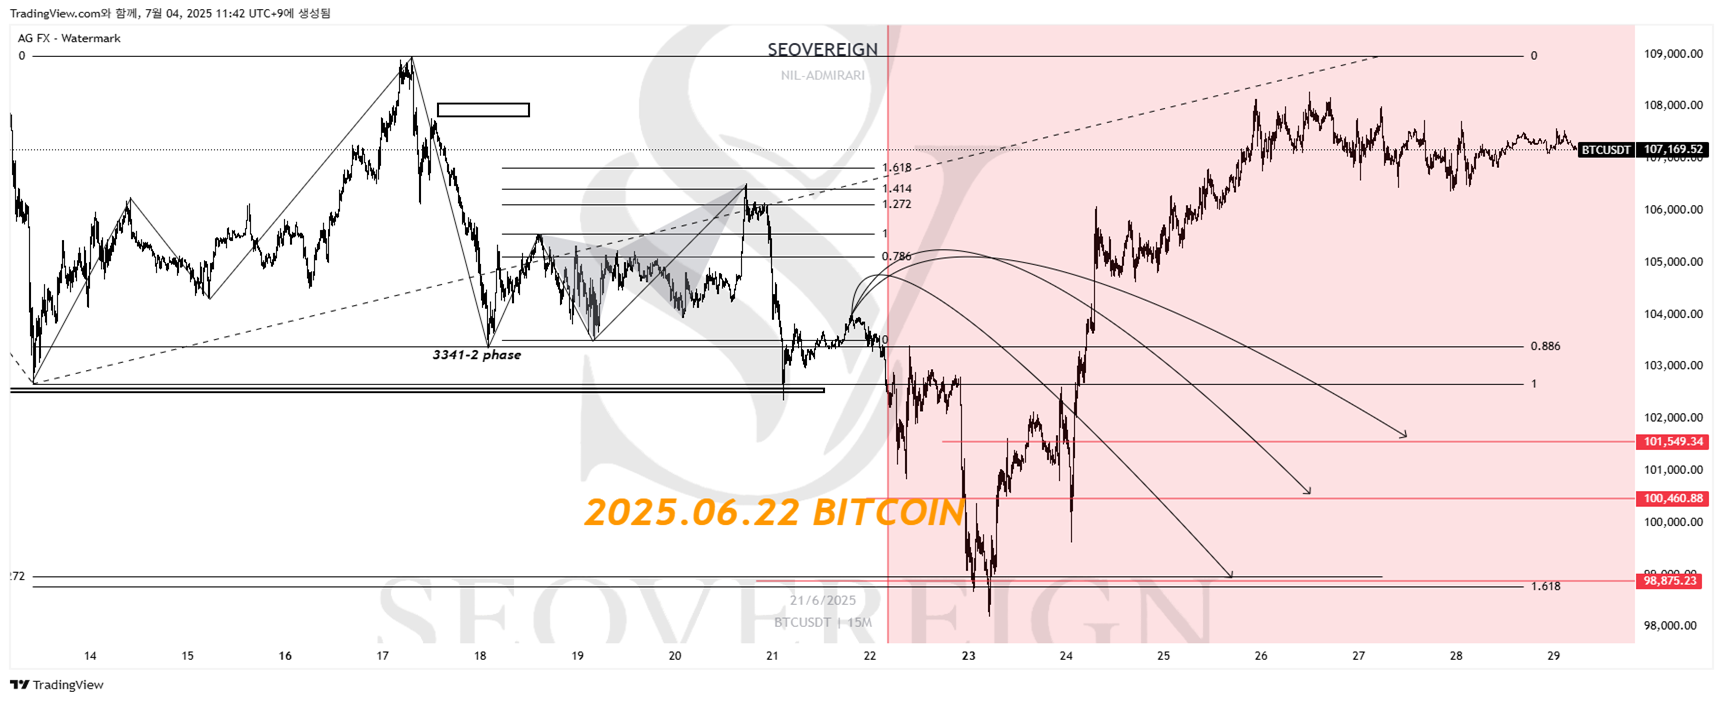 TradingView.com와 함께, 7월 04, 2025 11:42 UTC+9에 생성됨
AG FX - Watermark
SEOVEREIGN
NIL-ADMIRARI
0
0
109,000.00
108,000.00
BTCUSDT 107,169.52
107,000.00
106,000.00
105,000.00
104,000.00
103,000.00
102,000.00
101,549.34
101,000.00
100,460.88
100,000.00
98,875.23
98,000.00
1.618
1.414
1.272
1
0.786
0
3341-2 phase
0.886
1
2025.06.22 BITCOIN
272
1.618
SEOVEREIGN
21/6/2025
BTCUSDT | 15M
14 15 16 17 18 19 20 21 22 23 24 25 26 27 28 29
TradingView